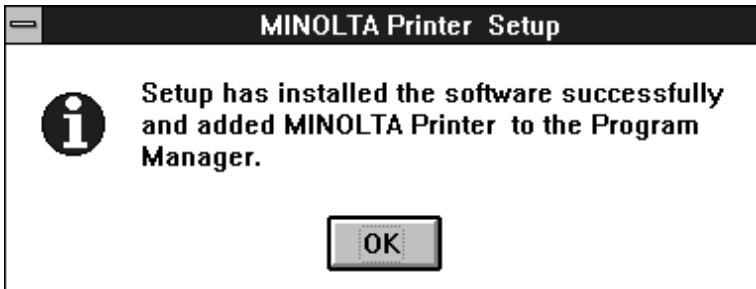 MINOLTA Printer  Setup
Setup has installed the software successfully
and added MINOLTA Printer  to the Program
Manager.
OK